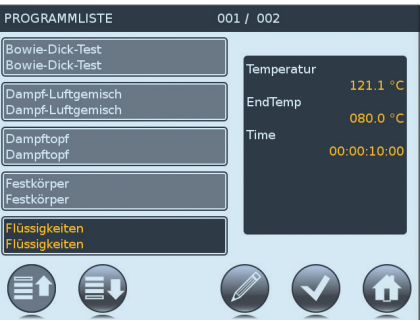 PROGRAMMLISTE 001 / 002
Bowie-Dick-Test
Bowie-Dick-Test
Dampf-Luftgemisch
Dampf-Luftgemisch
Dampftopf
Dampftopf
Festkörper
Festkörper
Flüssigkeiten
Flüssigkeiten
Temperatur
121.1 °C
EndTemp
080.0 °C
Time
00:00:10:00